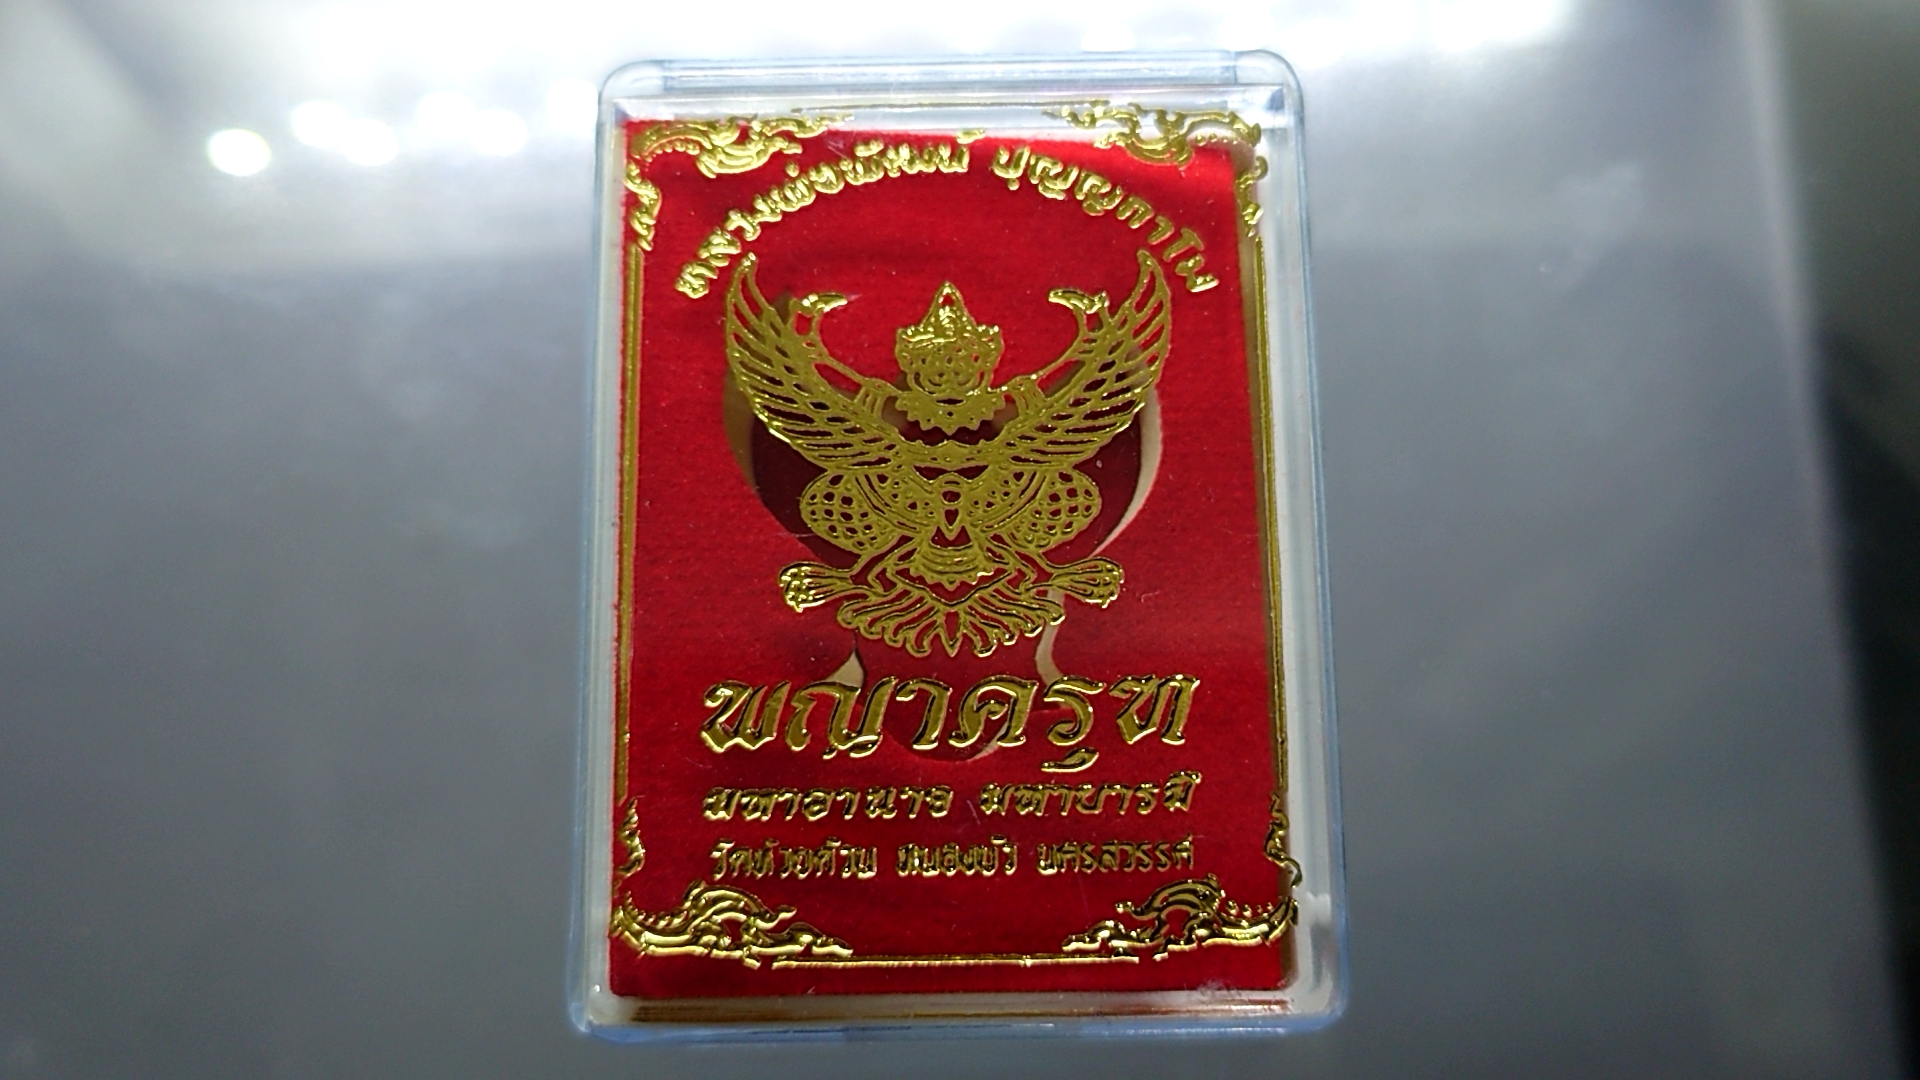 หลวงพ่อพัฒน์ ปุญญกาโม
พญาครุฑ
มหาอำนาจ มหาบารมี
วัดห้วยด้วน หนองบัว นครสวรรค์